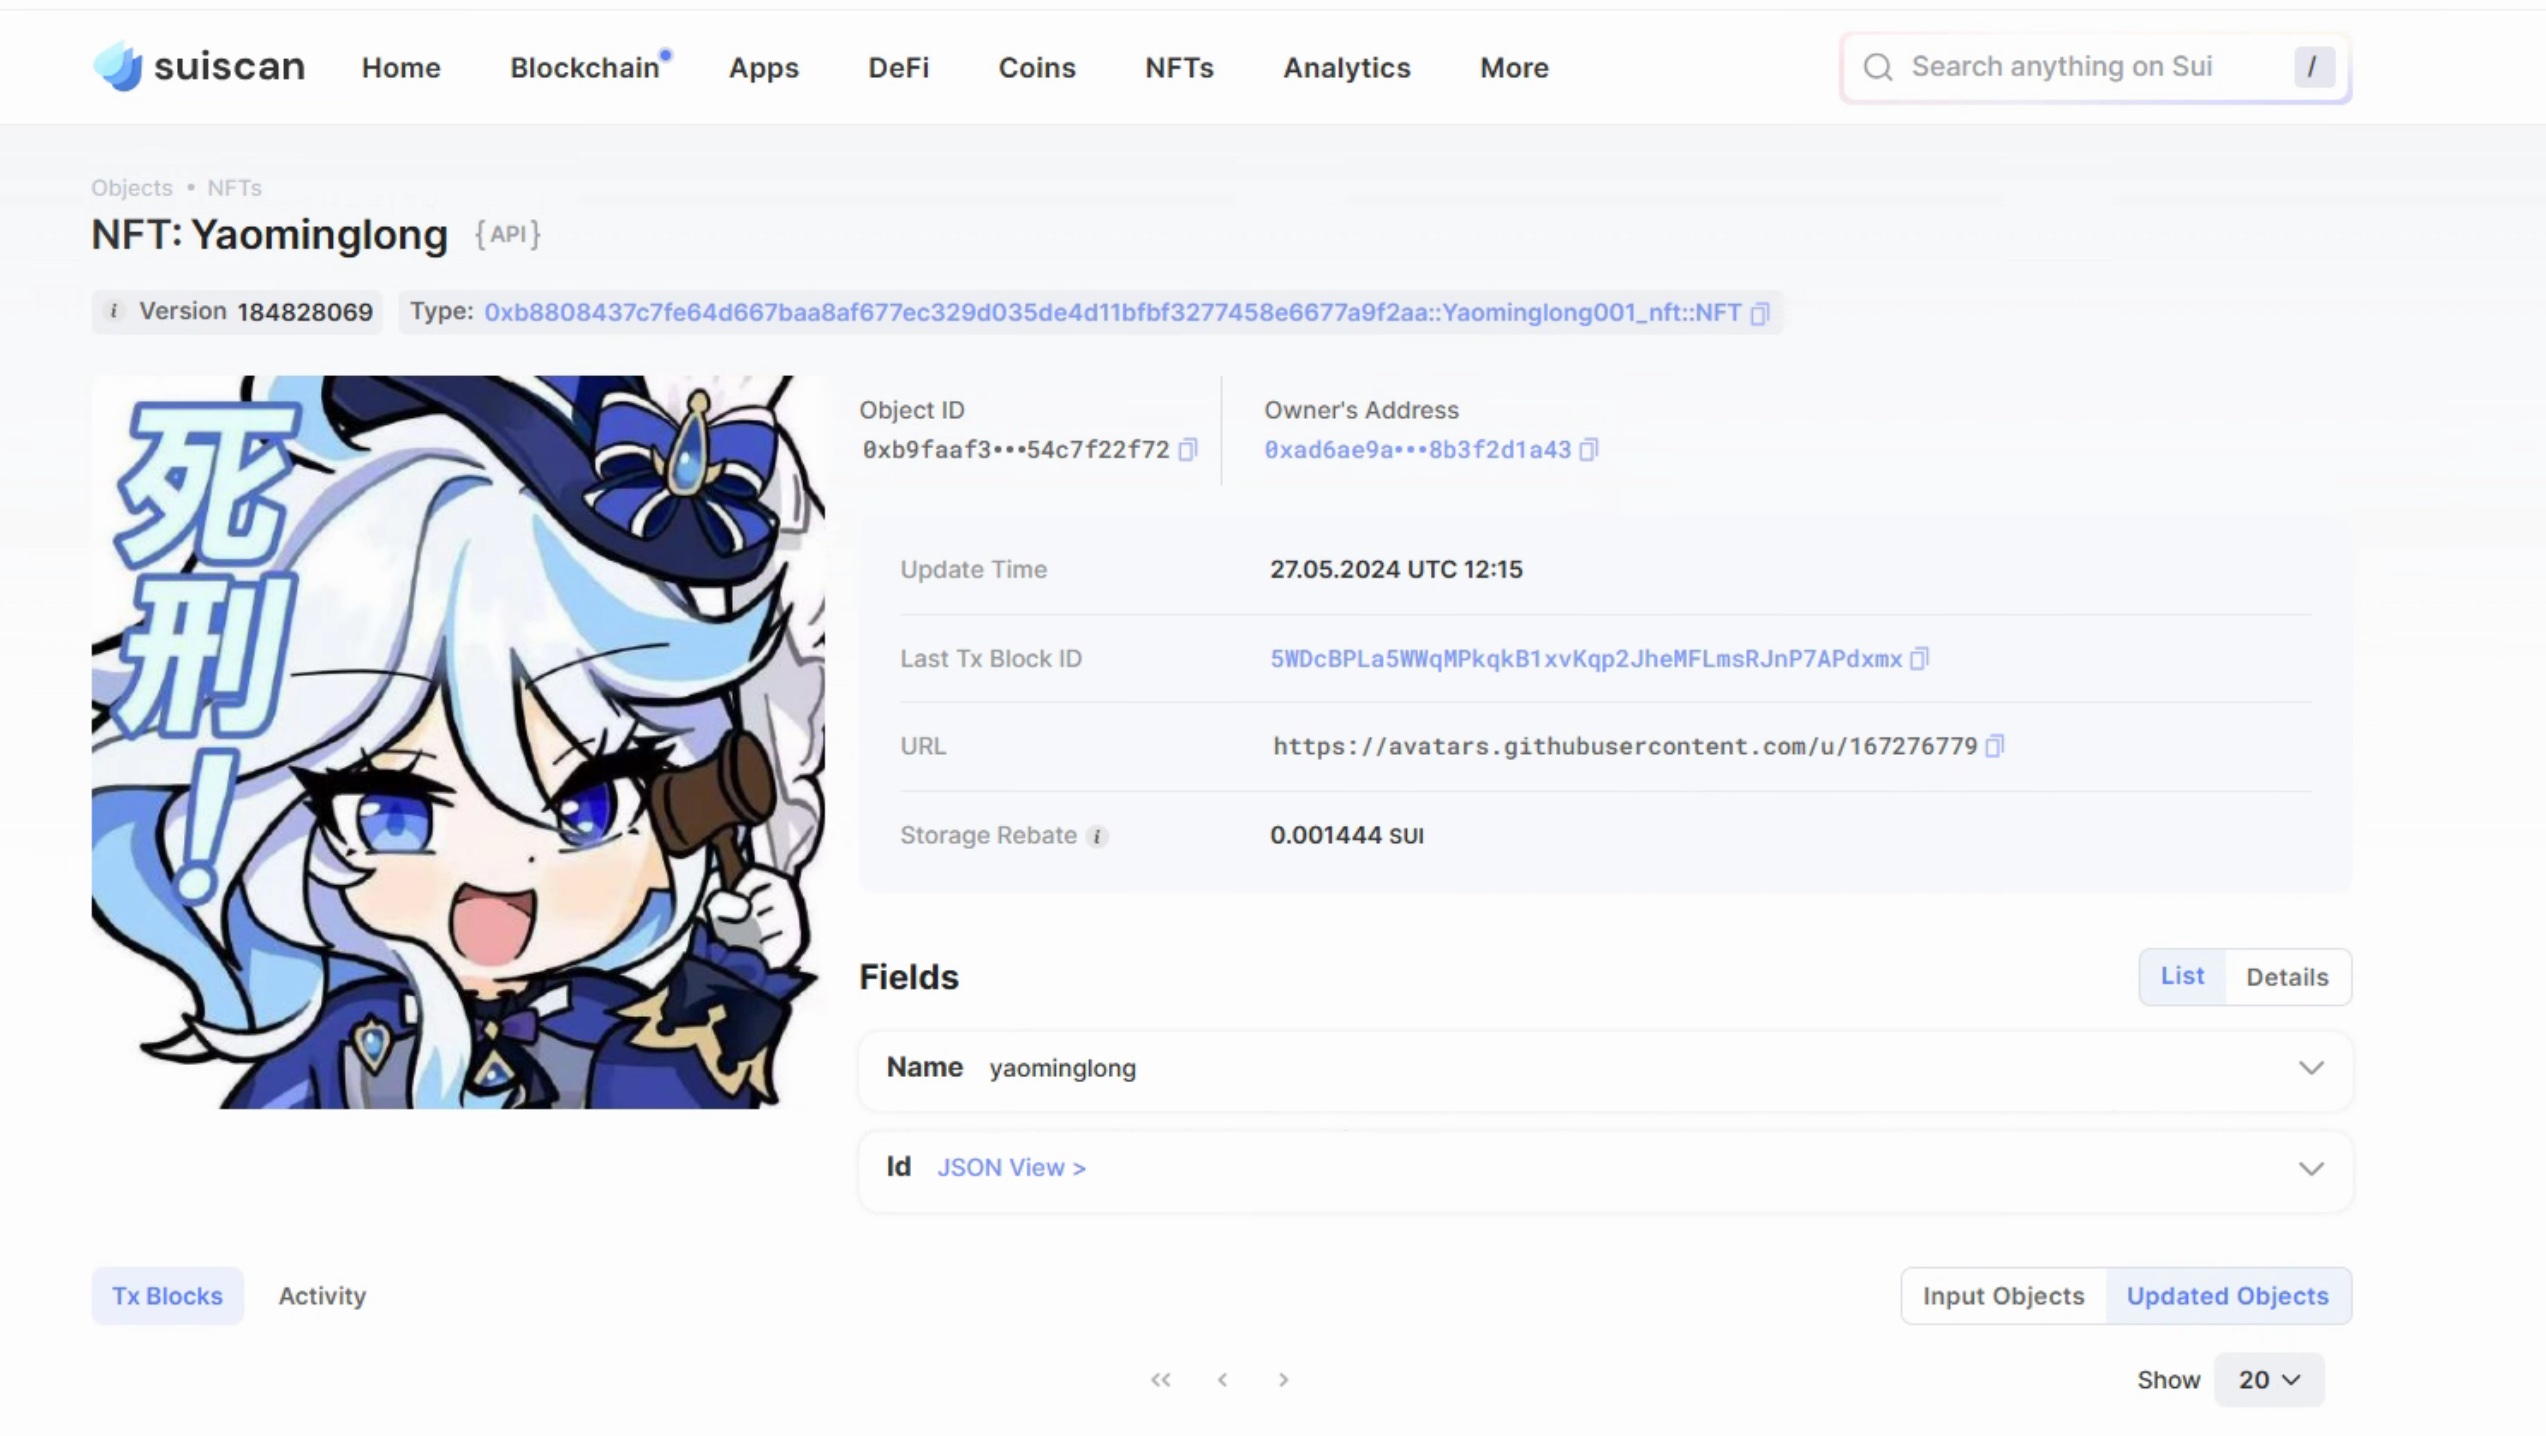 suiscan Home Blockchain Apps DeFi Coins NFTs Analytics More Search anything on Sui /
Objects • NFTs
NFT: Yaominglong {API}
i Version 184828069 Type: 0xb8808437c7fe64d667baa8af677ec329d035de4d11bfbf3277458e6677a9f2aa::Yaominglong001_nft::NFT
死刑！
Object ID
0xb9faaf3•••54c7f22f72
Owner's Address
0xad6ae9a•••8b3f2d1a43
Update Time 27.05.2024 UTC 12:15
Last Tx Block ID 5WDcBPLa5WWqMPkqkB1xvKqp2JheMFLmsRJnP7APdxmx
URL https://avatars.githubusercontent.com/u/167276779
Storage Rebate i 0.001444 SUI
Fields List Details
Name yaominglong
Id JSON View >
Tx Blocks Activity Input Objects Updated Objects
Show 20